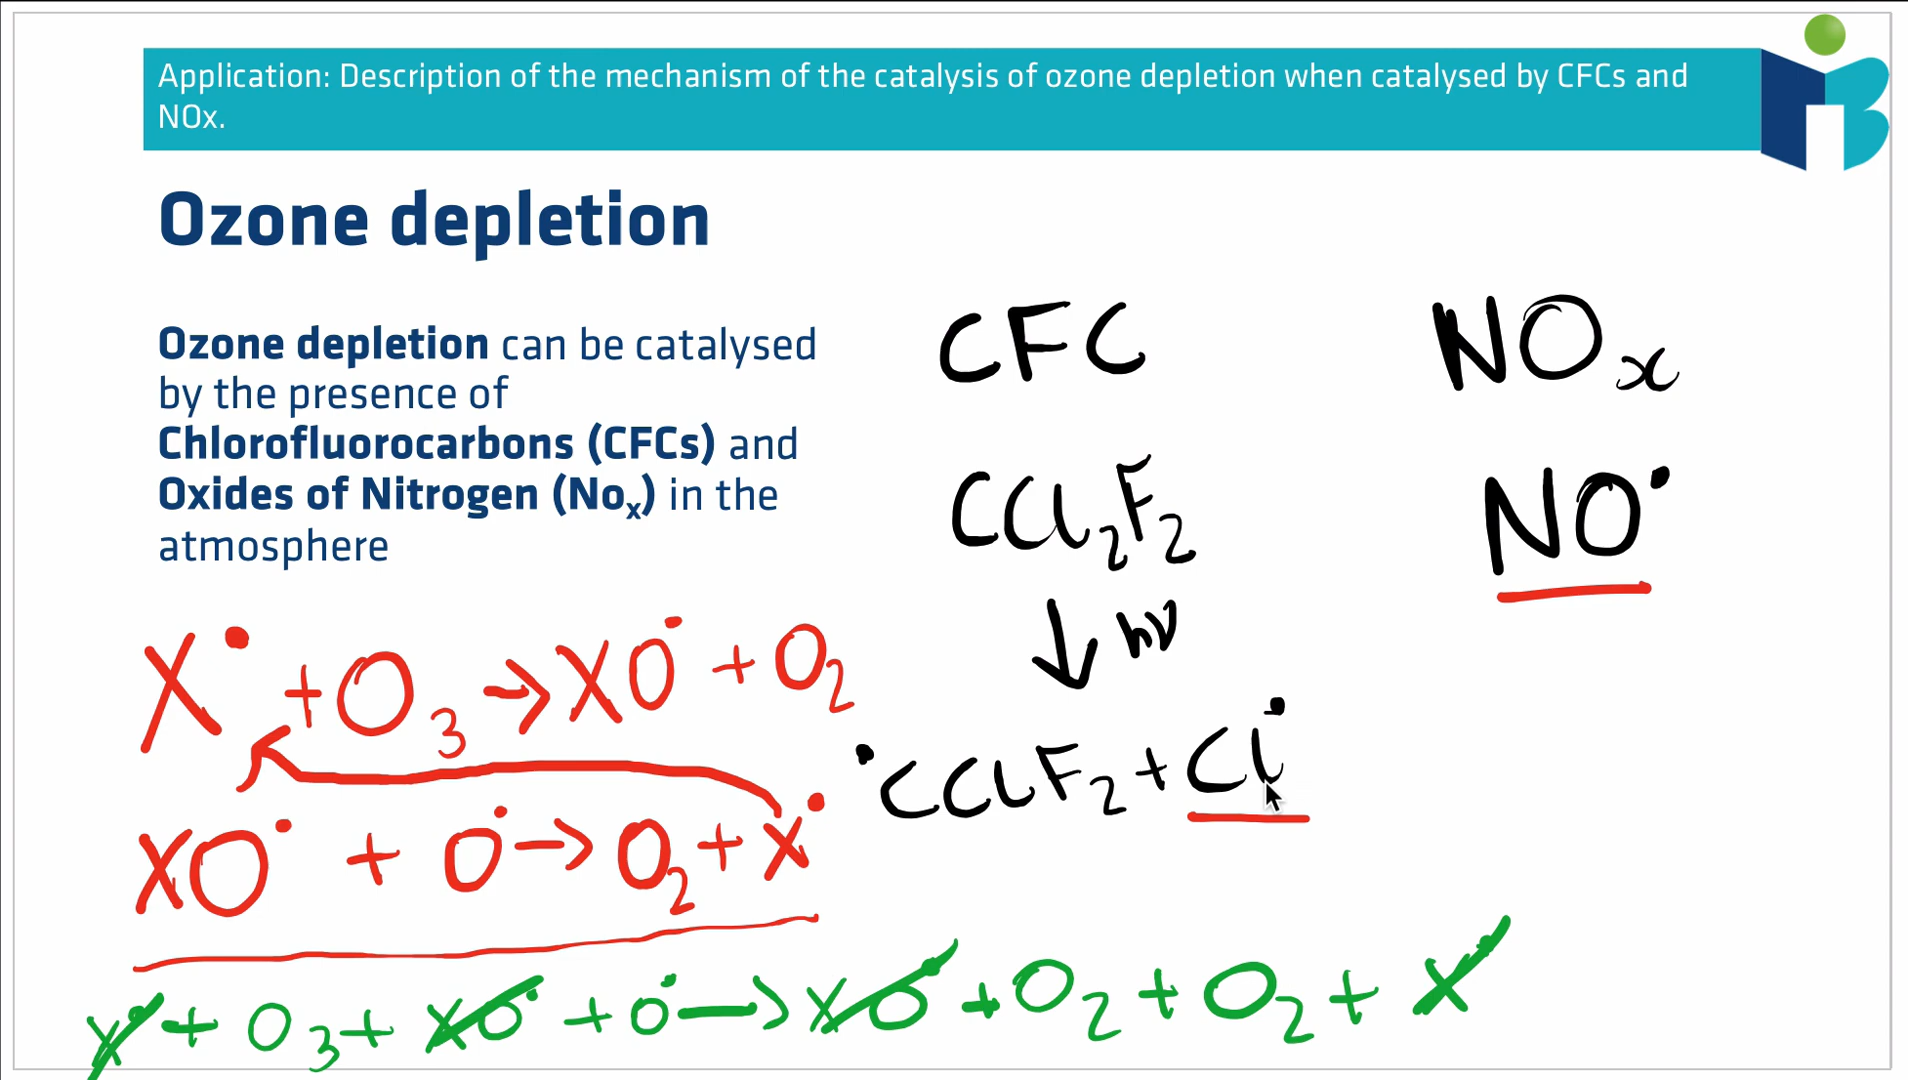 Application: Description of the mechanism of the catalysis of ozone depletion when catalysed by CFCs and
NOx.
Ozone depletion
Ozone depletion can be catalysed
by the presence of
Chlorofluorocarbons (CFCs) and
Oxides of Nitrogen (Noₓ) in the
atmosphere
CFC
CCl₂F₂
↓ hν
•CClF₂ + Cl•
NOₓ
NO•
X• + O₃ → XO• + O₂
XO• + O• → O₂ + X•
X• + O₃ + XO• + O• → XO• + O₂ + O₂ + X•